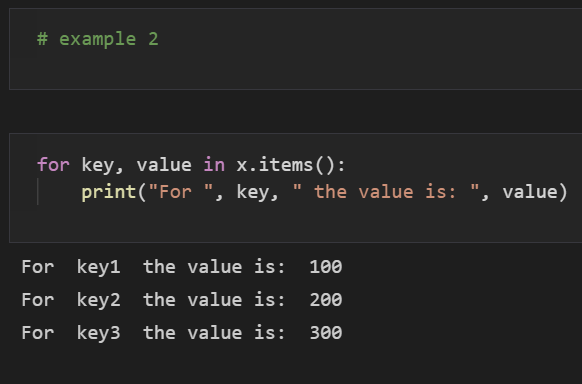 # example 2
for key, value in x.items():
    print("For ", key, " the value is: ", value)
For  key1  the value is:  100
For  key2  the value is:  200
For  key3  the value is:  300